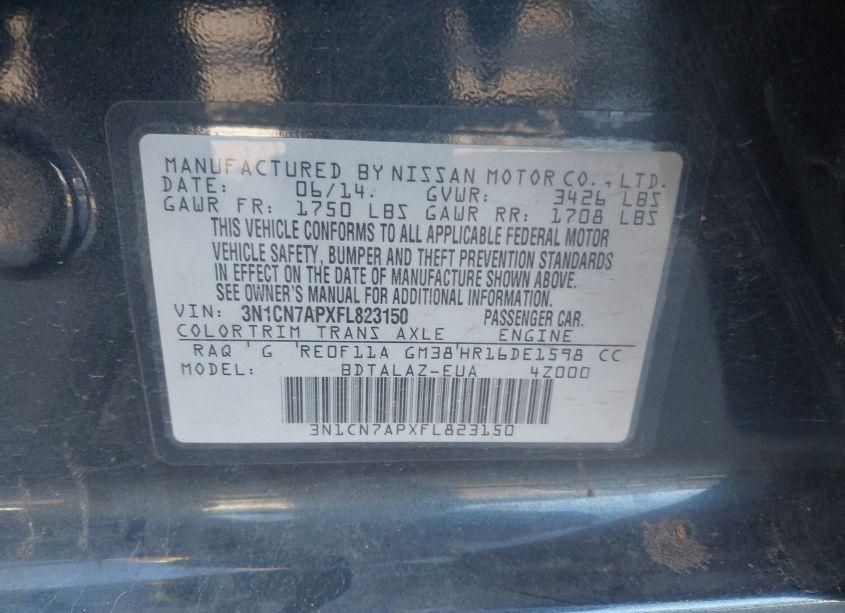 MANUFACTURED BY NISSAN MOTOR CO., LTD.
DATE: 06/14. GVWR: 3426 LBS
GAWR FR: 1750 LBS GAWR RR: 1708 LBS
THIS VEHICLE CONFORMS TO ALL APPLICABLE FEDERAL MOTOR
VEHICLE SAFETY, BUMPER AND THEFT PREVENTION STANDARDS
IN EFFECT ON THE DATE OF MANUFACTURE SHOWN ABOVE.
SEE OWNER'S MANUAL FOR ADDITIONAL INFORMATION.
VIN: 3N1CN7APXFL823150 PASSENGER CAR.
COLOR TRIM TRANS AXLE ENGINE
RAQ G RE0F11A GM38 HR16DE1598 CC
MODEL: BDTALAZ-EUA 4Z000
3N1CN7APXFL823150